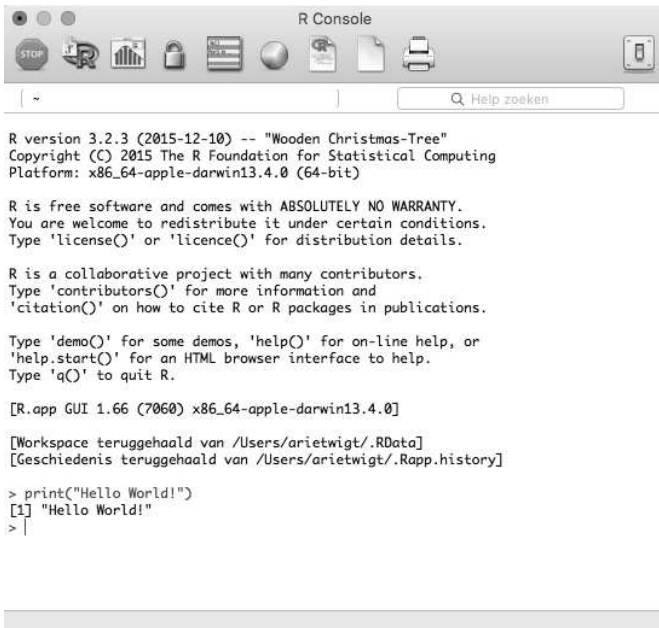 R Console
STOP
R
R
~
Help zoeken
R version 3.2.3 (2015-12-10) -- "Wooden Christmas-Tree"
Copyright (C) 2015 The R Foundation for Statistical Computing
Platform: x86_64-apple-darwin13.4.0 (64-bit)
R is free software and comes with ABSOLUTELY NO WARRANTY.
You are welcome to redistribute it under certain conditions.
Type 'license()' or 'licence()' for distribution details.
R is a collaborative project with many contributors.
Type 'contributors()' for more information and
'citation()' on how to cite R or R packages in publications.
Type 'demo()' for some demos, 'help()' for on-line help, or
'help.start()' for an HTML browser interface to help.
Type 'q()' to quit R.
[R.app GUI 1.66 (7060) x86_64-apple-darwin13.4.0]
[Workspace teruggehaald van /Users/arietwigt/.RData]
[Geschiedenis teruggehaald van /Users/arietwigt/.Rapp.history]
> print("Hello World!")
[1] "Hello World!"
>